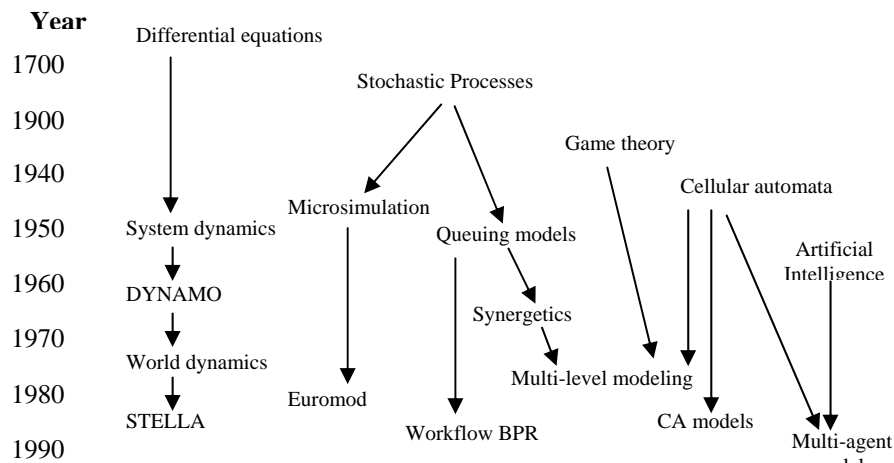 Year
Differential equations
1700
Stochastic Processes
1900
Game theory
1940
Cellular automata
Microsimulation
1950
System dynamics
Queuing models
Artificial
Intelligence
1960
DYNAMO
Synergetics
1970
World dynamics
Multi-level modeling
1980
Euromod
STELLA
CA models
Workflow BPR
Multi-agent
1990